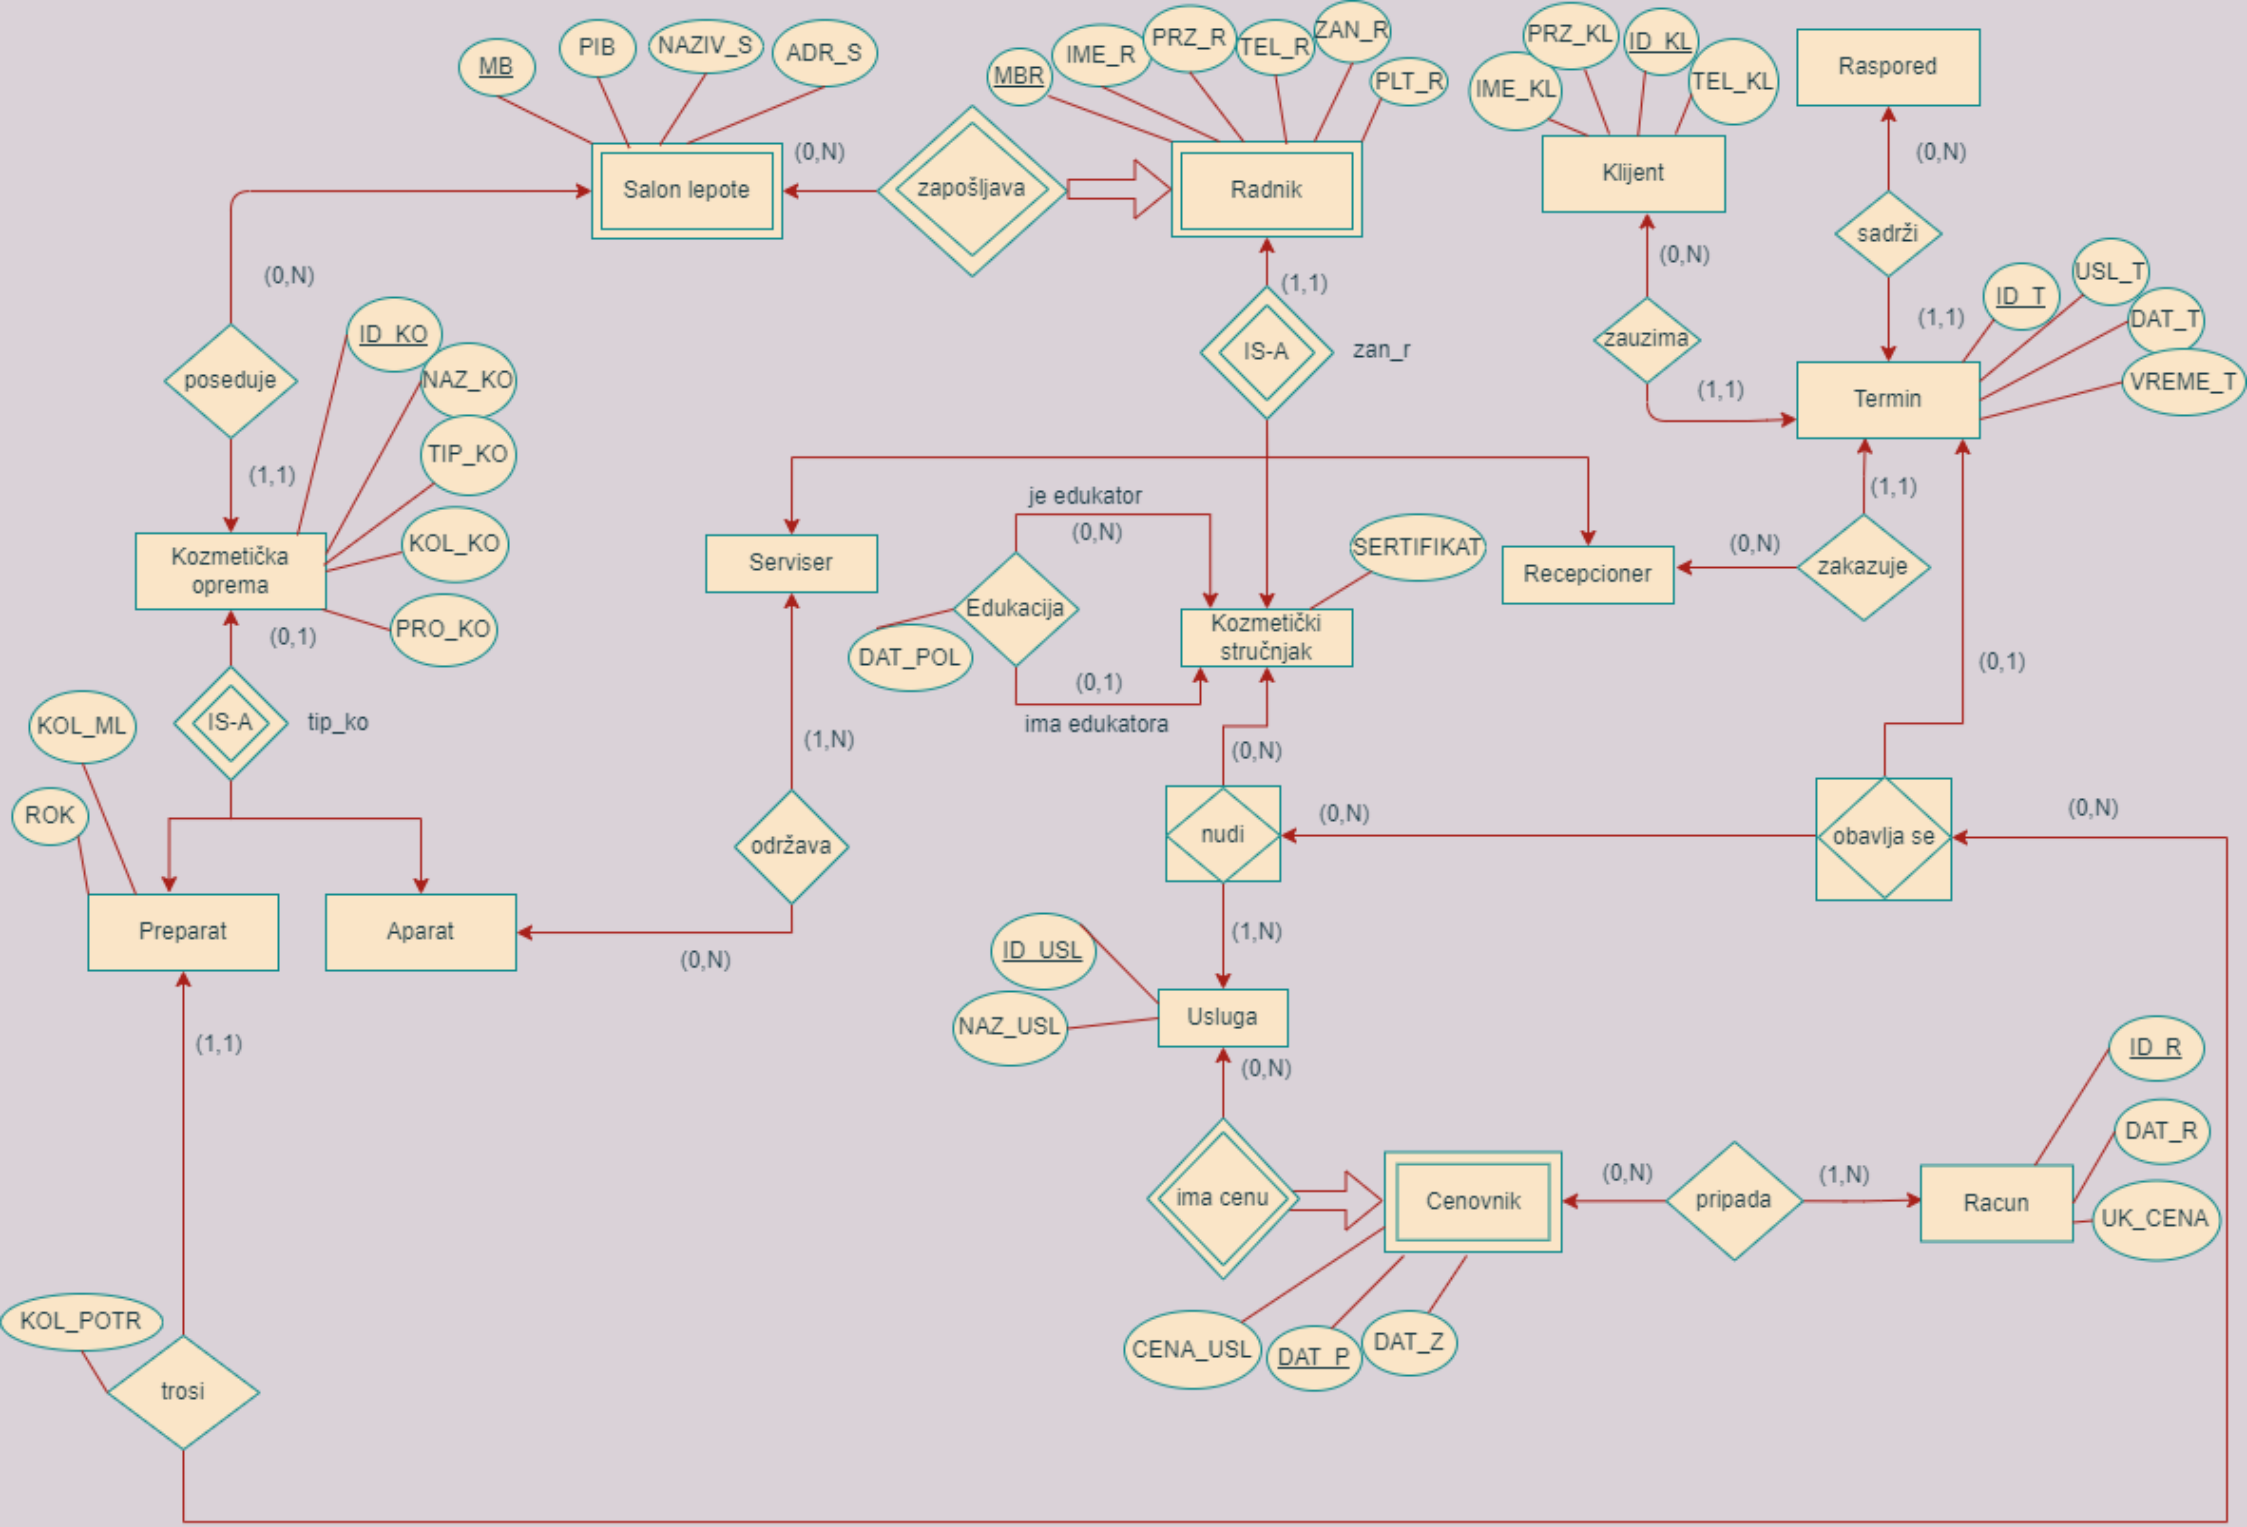 MB
PIB
NAZIV_S
ADR_S
MBR
IME_R
PRZ_R
TEL_R
ZAN_R
PLT_R
IME_KL
PRZ_KL
ID_KL
TEL_KL
Raspored
(0,N)
Salon lepote
(0,N)
zapošljava
Radnik
Klijent
sadrži
(0,N)
(1,1)
(0,N)
(1,1)
ID_T
USL_T
DAT_T
VREME_T
poseduje
ID_KO
NAZ_KO
TIP_KO
KOL_KO
PRO_KO
(1,1)
IS-A
zan_r
zauzima
(1,1)
Termin
Kozmetička
oprema
(0,1)
Serviser
je edukator
(0,N)
Edukacija
DAT_POL
(0,1)
ima edukatora
SERTIFIKAT
Kozmetički
stručnjak
Recepcioner
(0,N)
zakazuje
(1,1)
(0,1)
KOL_ML
ROK
IS-A
tip_ko
(1,N)
(0,N)
nudi
(0,N)
obavlja se
(0,N)
održava
Preparat
Aparat
(0,N)
(1,N)
ID_USL
NAZ_USL
Usluga
(0,N)
(1,1)
ID_R
DAT_R
UK_CENA
ima cenu
Cenovnik
(0,N)
pripada
(1,N)
Racun
CENA_USL
DAT_P
DAT_Z
KOL_POTR
trosi